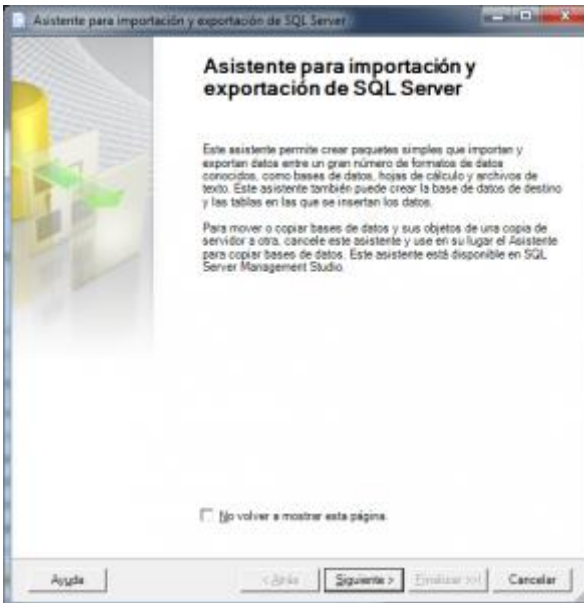 Asistente para importación y exportación de SQL Server
Asistente para importación y
exportación de SQL Server
Este asistente permite crear paquetes simples que importan y
exportan datos entre un gran número de formatos de datos
conocidos, como bases de datos, hojas de cálculo y archivos de
texto. Este asistente también puede crear la base de datos de destino
y las tablas en las que se insertan los datos.
Para mover o copiar bases de datos y sus objetos de una copia de
servidor a otra, cancele este asistente y use en su lugar el Asistente
para copiar bases de datos. Este asistente está disponible en SQL
Server Management Studio.
No volver a mostrar esta página.
Ayuda
< Atrás
Siguiente >
Finalizar >>|
Cancelar